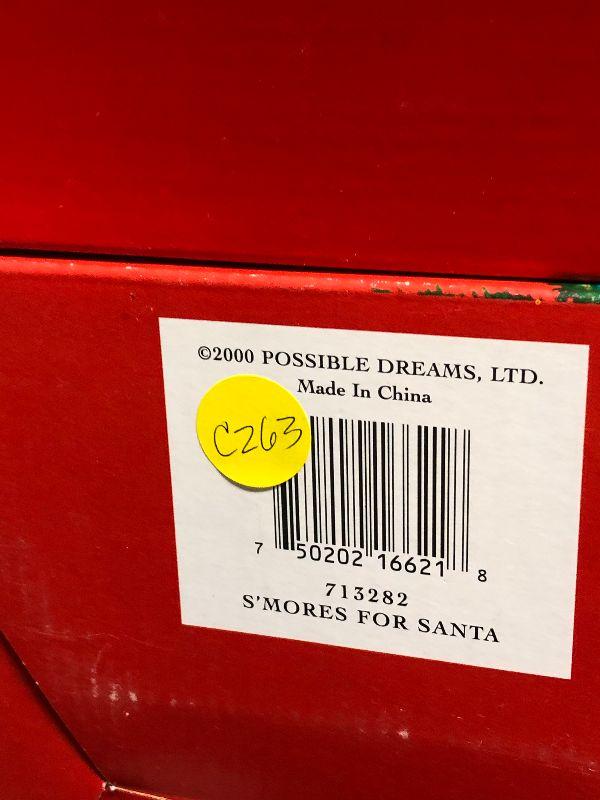 ©2000 POSSIBLE DREAMS, LTD.
Made In China
C263
7 50202 16621 8
713282
S'MORES FOR SANTA